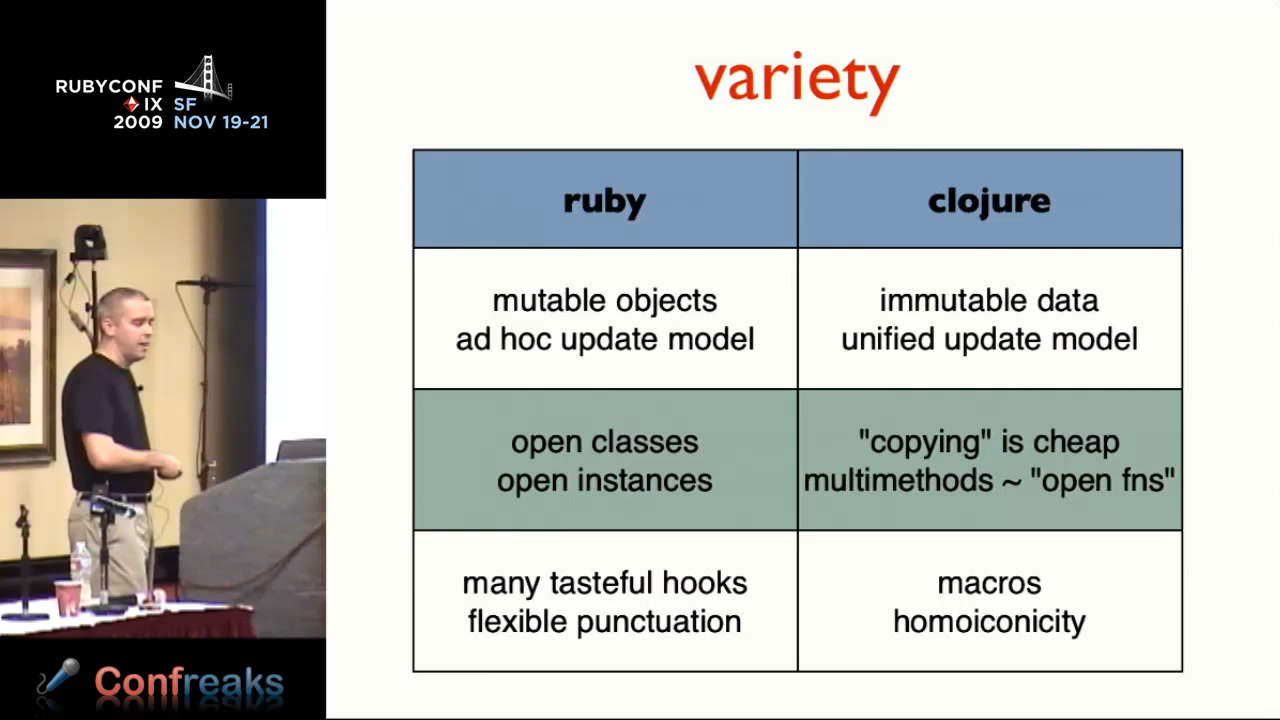 RUBYCONF
IX SF
2009 NOV 19-21
variety
ruby
clojure
mutable objects
ad hoc update model
immutable data
unified update model
open classes
open instances
"copying" is cheap
multimethods ~ "open fns"
many tasteful hooks
flexible punctuation
macros
homoiconicity
Confreaks